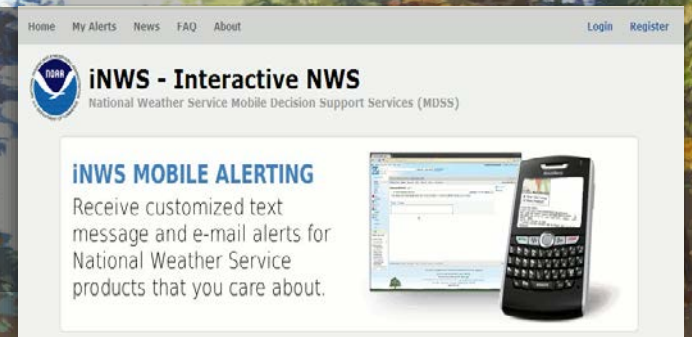 Home My Alerts News FAQ About Login Register
NOAA
iNWS - Interactive NWS
National Weather Service Mobile Decision Support Services (MDSS)
iNWS MOBILE ALERTING
Receive customized text
message and e-mail alerts for
National Weather Service
products that you care about.